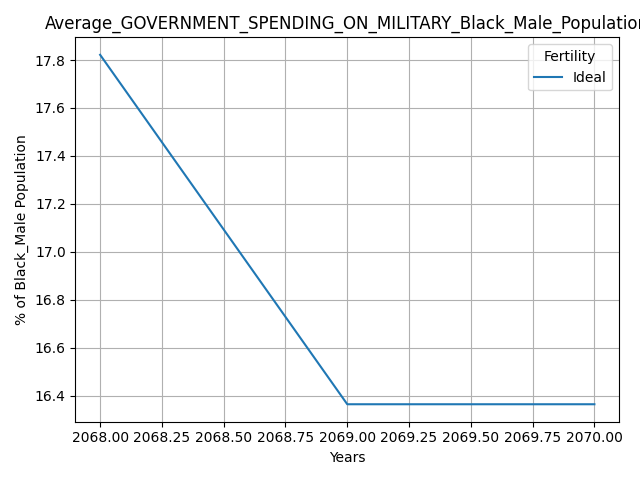 Average_GOVERNMENT_SPENDING_ON_MILITARY_Black_Male_Population
Fertility
Ideal
17.8
17.6
17.4
17.2
17.0
16.8
16.6
16.4
% of Black_Male Population
2068.00 2068.25 2068.50 2068.75 2069.00 2069.25 2069.50 2069.75 2070.00
Years